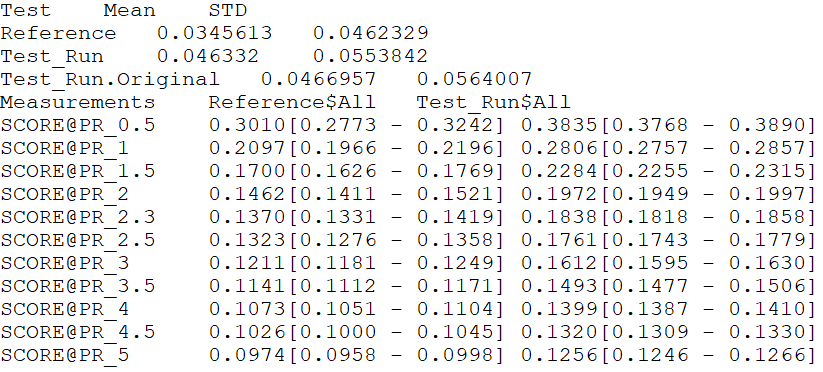 Test Mean STD
Reference 0.0345613 0.0462329
Test_Run 0.046332 0.0553842
Test_Run.Original 0.0466957 0.0564007
Measurements Reference$All Test_Run$All
SCORE@PR_0.5 0.3010[0.2773 - 0.3242] 0.3835[0.3768 - 0.3890]
SCORE@PR_1 0.2097[0.1966 - 0.2196] 0.2806[0.2757 - 0.2857]
SCORE@PR_1.5 0.1700[0.1626 - 0.1769] 0.2284[0.2255 - 0.2315]
SCORE@PR_2 0.1462[0.1411 - 0.1521] 0.1972[0.1949 - 0.1997]
SCORE@PR_2.3 0.1370[0.1331 - 0.1419] 0.1838[0.1818 - 0.1858]
SCORE@PR_2.5 0.1323[0.1276 - 0.1358] 0.1761[0.1743 - 0.1779]
SCORE@PR_3 0.1211[0.1181 - 0.1249] 0.1612[0.1595 - 0.1630]
SCORE@PR_3.5 0.1141[0.1112 - 0.1171] 0.1493[0.1477 - 0.1506]
SCORE@PR_4 0.1073[0.1051 - 0.1104] 0.1399[0.1387 - 0.1410]
SCORE@PR_4.5 0.1026[0.1000 - 0.1045] 0.1320[0.1309 - 0.1330]
SCORE@PR_5 0.0974[0.0958 - 0.0998] 0.1256[0.1246 - 0.1266]